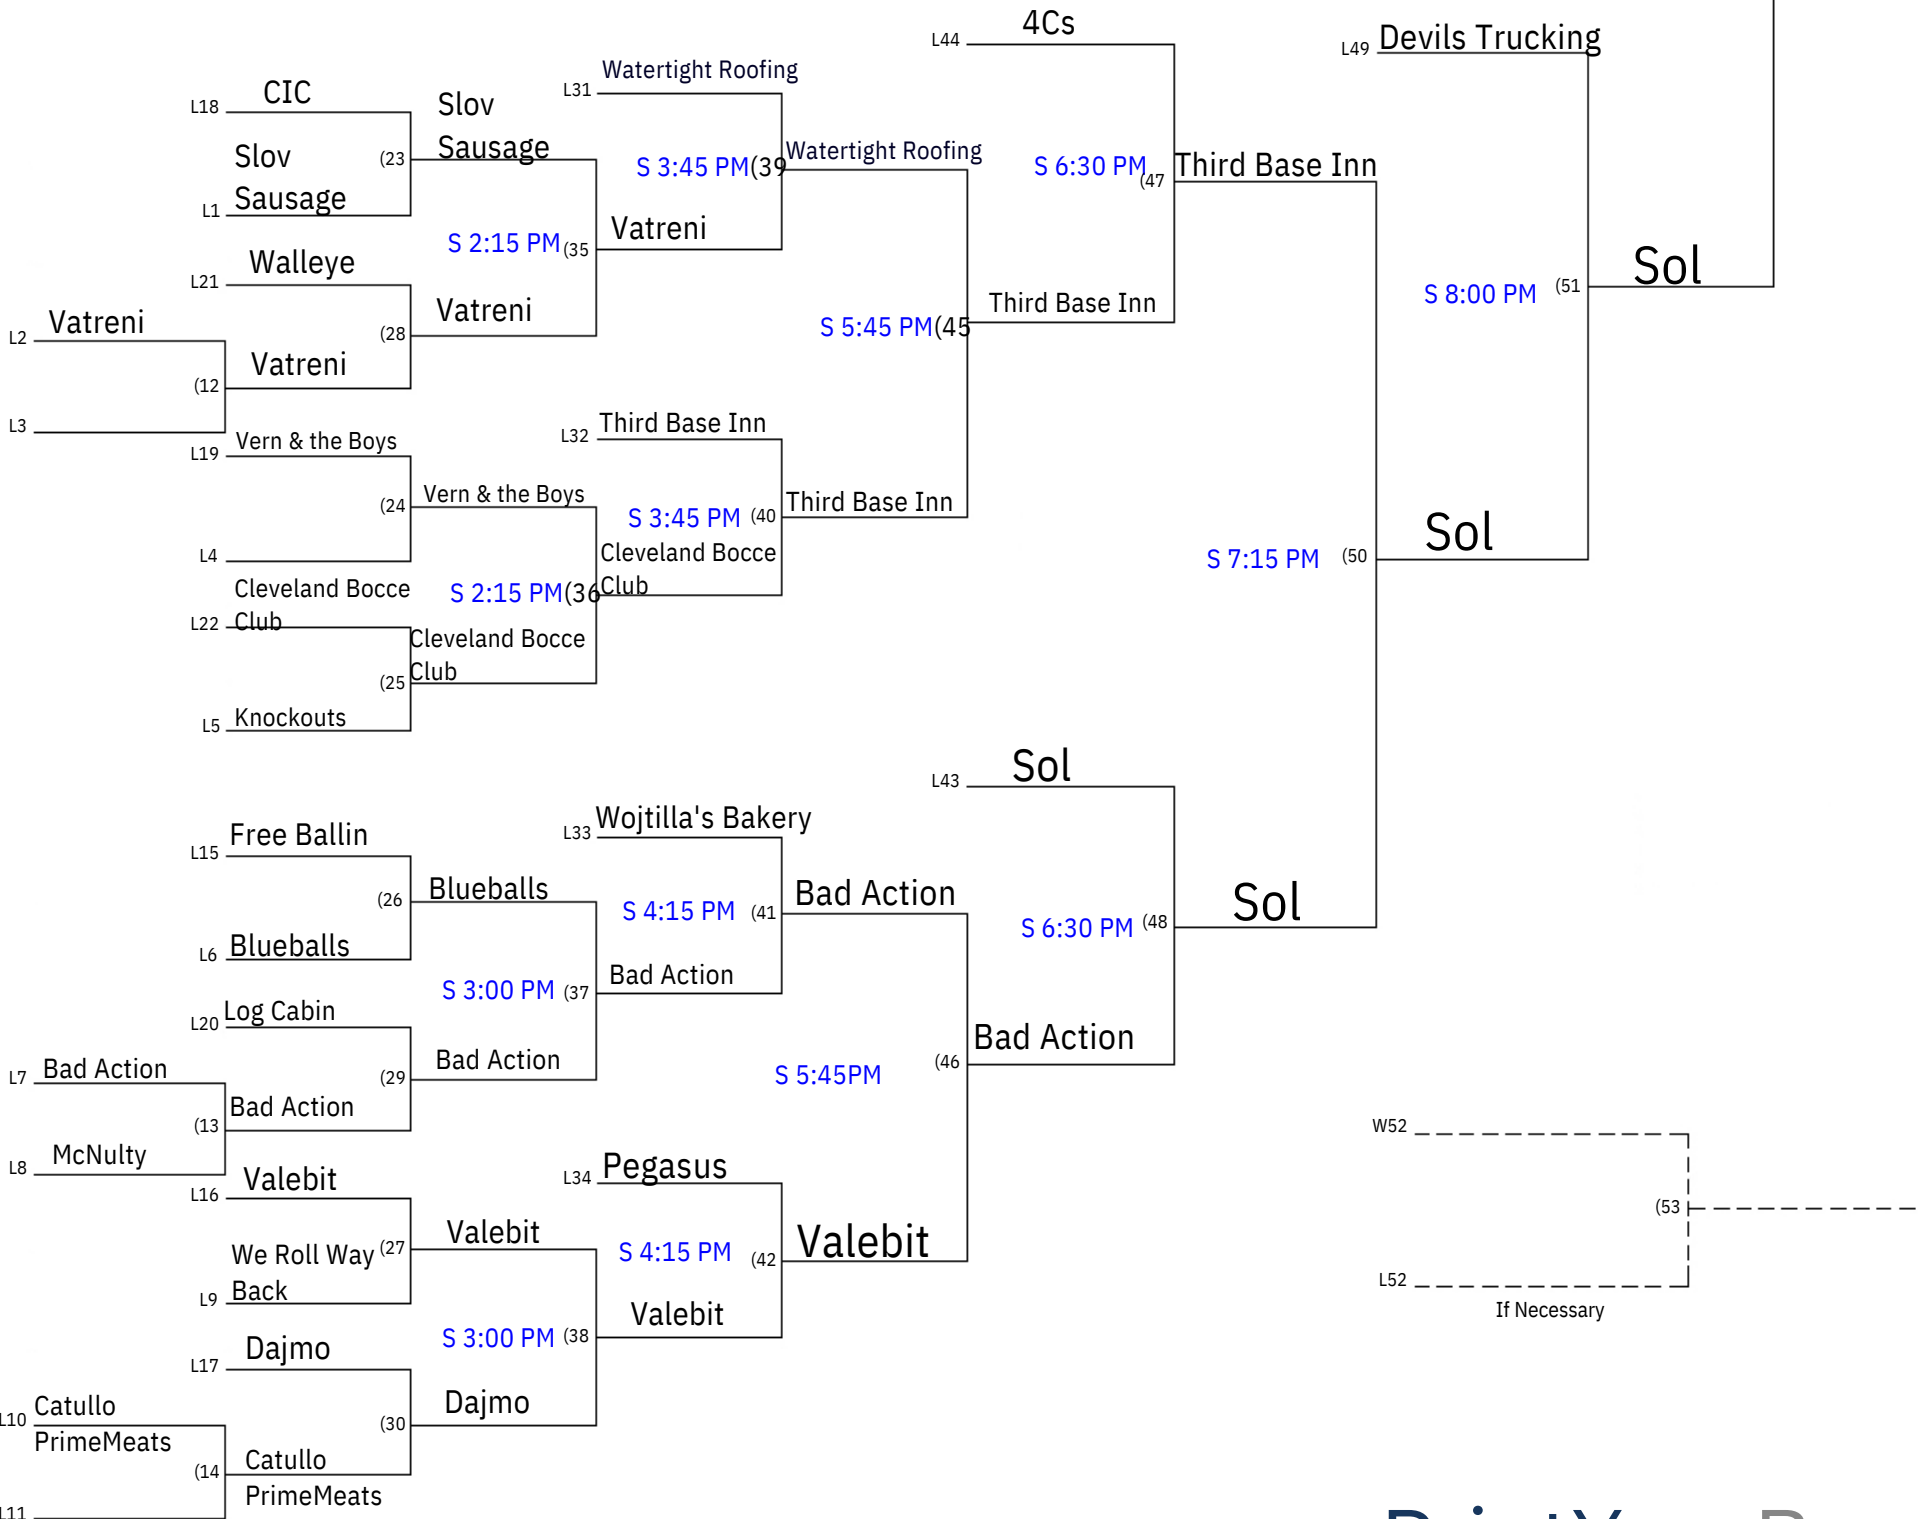 4Cs
L44
Devils Trucking
L49
Watertight Roofing
L31
CIC
L18
Slov
Sausage
Slov
Sausage
(23
L1
S 3:45 PM(39
Watertight Roofing
S 6:30 PM
(47
Third Base Inn
Vatreni
S 2:15 PM
(35
Walleye
L21
Sol
S 8:00 PM
(51
Vatreni
L2
Vatreni
(28
Third Base Inn
S 5:45 PM(45
Vatreni
(12
L3
Vern & the Boys
L19
Third Base Inn
L32
Vern & the Boys
(24
Third Base Inn
S 3:45 PM
(40
Sol
S 7:15 PM
(50
L4
Cleveland Bocce
Club
S 2:15 PM(36
Cleveland Bocce
Club
L22
Cleveland Bocce
Club
(25
Knockouts
L5
Sol
L43
Wojtilla's Bakery
L33
Free Ballin
L15
Blueballs
(26
Bad Action
S 4:15 PM
(41
Sol
S 6:30 PM
(48
Blueballs
L6
Bad Action
S 3:00 PM
(37
Log Cabin
L20
Bad Action
L7
Bad Action
(29
Bad Action
S 5:45PM
(46
Bad Action
(13
McNulty
L8
W52
Valebit
L16
Pegasus
L34
(53
Valebit
We Roll Way
Back
(27
L9
S 4:15 PM
(42
Valebit
L52
If Necessary
Valebit
S 3:00 PM
(38
Dajmo
L17
Dajmo
(30
Catullo
PrimeMeats
L10
Catullo
PrimeMeats
(14
L11